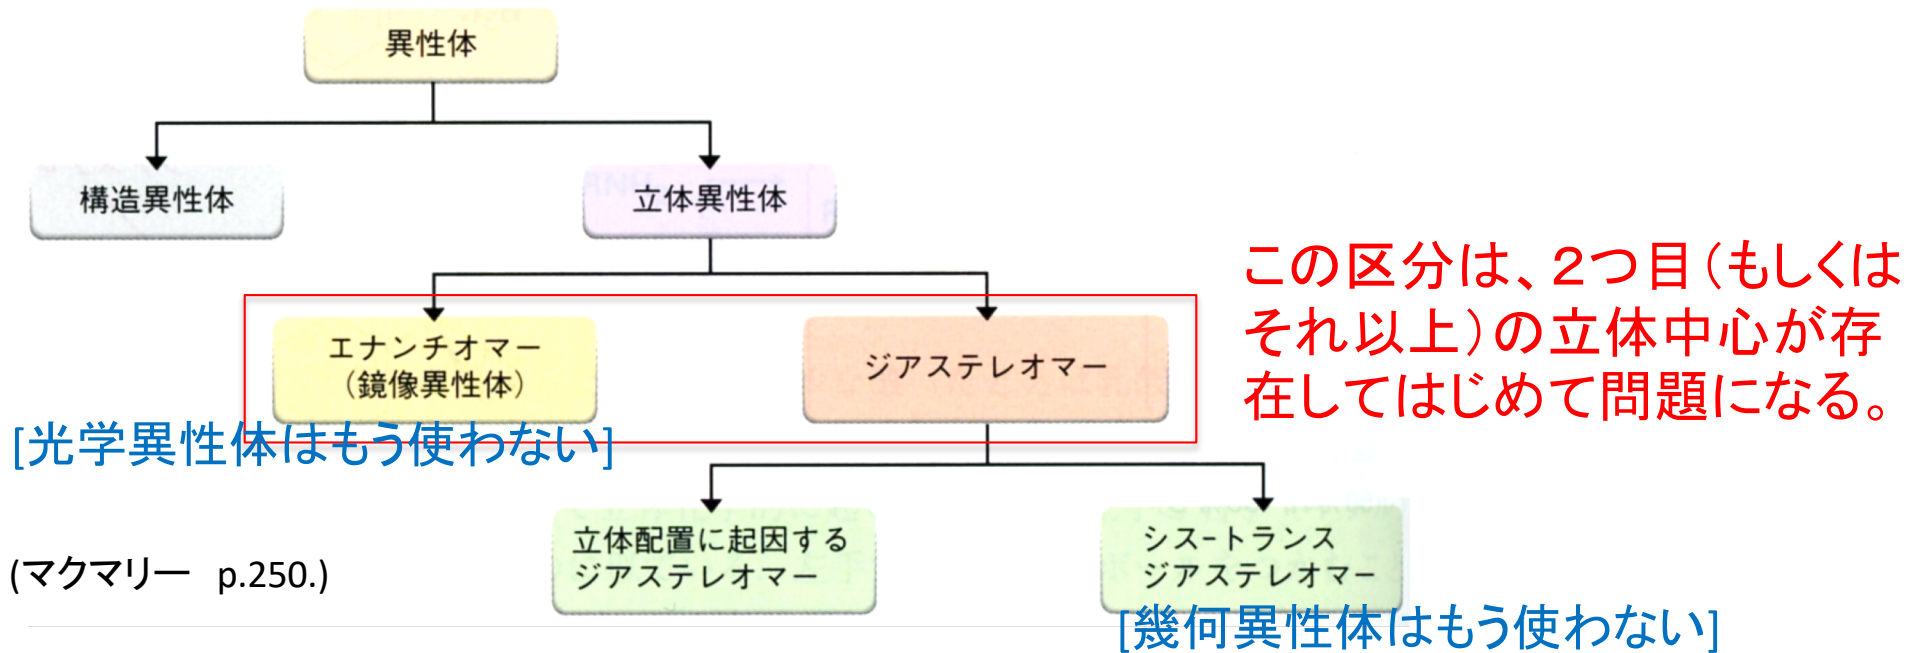 異性体
構造異性体
立体異性体
エナンチオマー
（鏡像異性体）
ジアステレオマー
この区分は、２つ目（もしくは
それ以上）の立体中心が存
在してはじめて問題になる。
[光学異性体はもう使わない]
立体配置に起因する
ジアステレオマー
シス-トランス
ジアステレオマー
(マクマリー p.250.)
[幾何異性体はもう使わない]